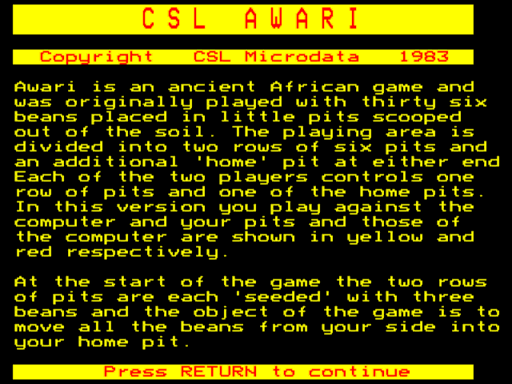 CSL AWARI
Copyright CSL Microdata 1983
Awari is an ancient African game and
was originally played with thirty six
beans placed in little pits scooped
out of the soil. The playing area is
divided into two rows of six pits and
an additional 'home' pit at either end
Each of the two players controls one
row of pits and one of the home pits.
In this version you play against the
computer and your pits and those of
the computer are shown in yellow and
red respectively.
At the start of the game the two rows
of pits are each 'seeded' with three
beans and the object of the game is to
move all the beans from your side into
your home pit.
Press RETURN to continue